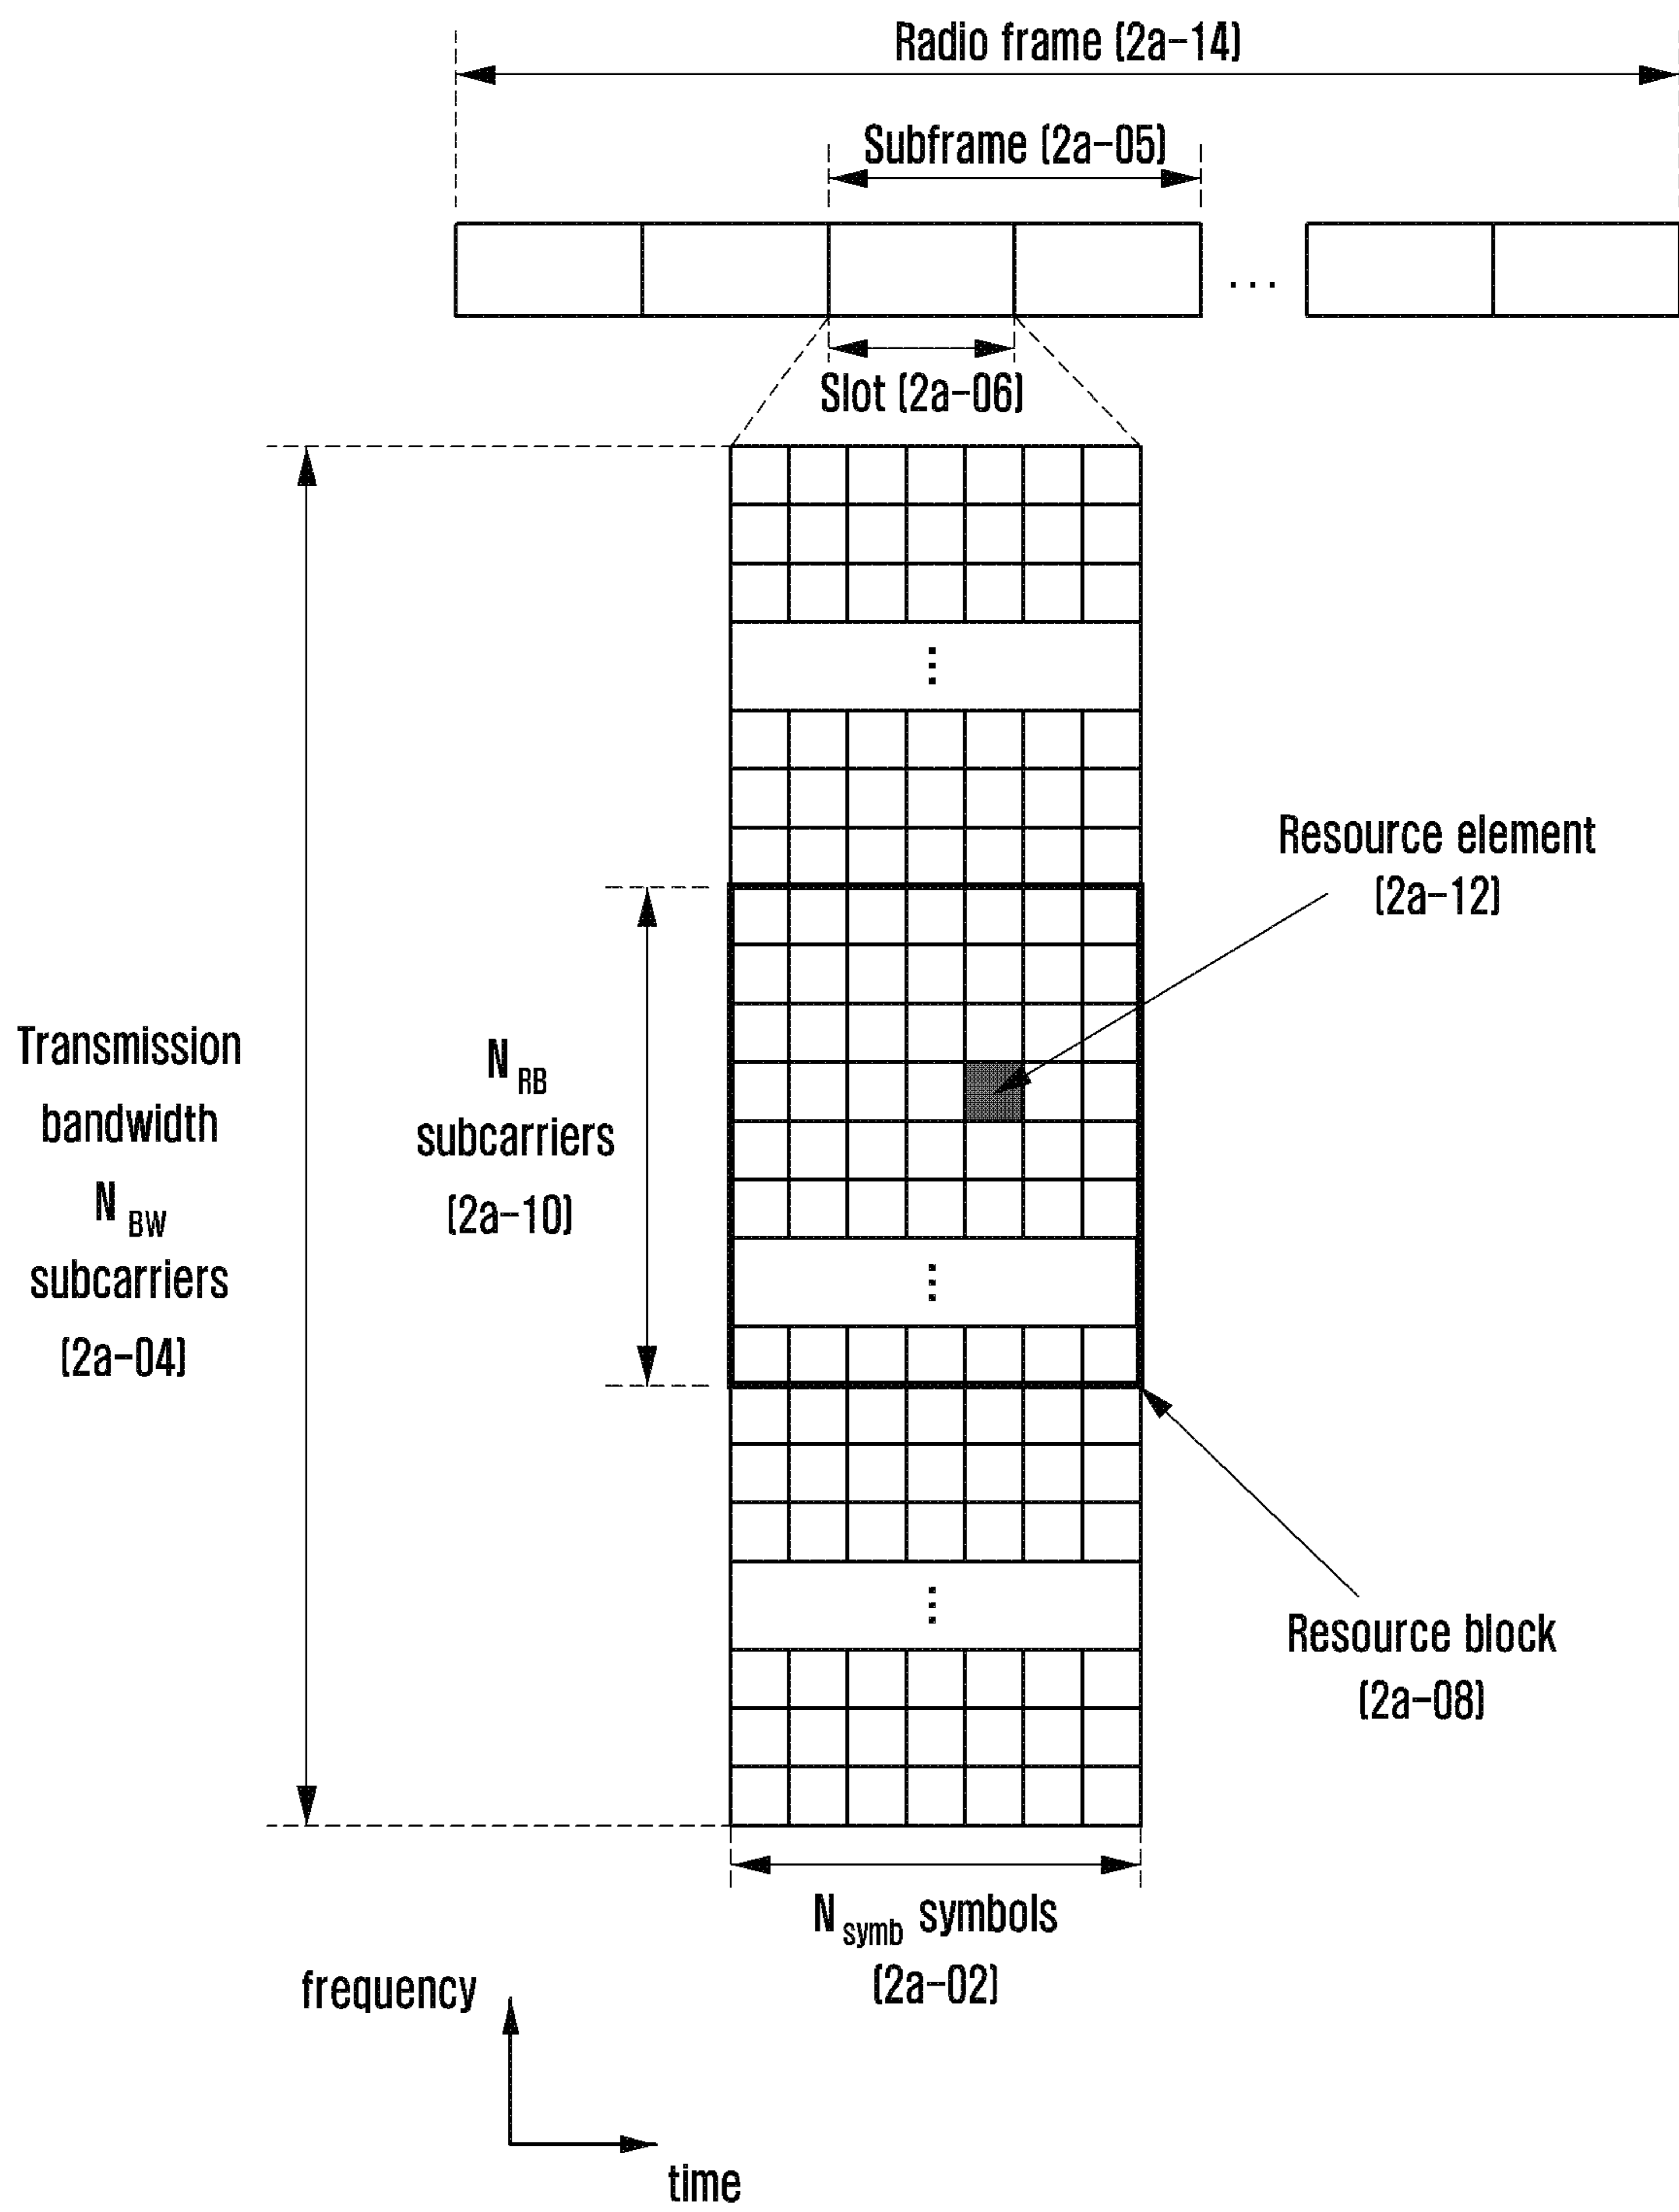 Radio frame (2a-14)
Subframe (2a-05)
...
Slot (2a-06)
Resource element
(2a-12)
Transmission
bandwidth
N BW
subcarriers
(2a-04)
N RB
subcarriers
(2a-10)
Resource block
(2a-08)
N symb symbols
(2a-02)
frequency
time